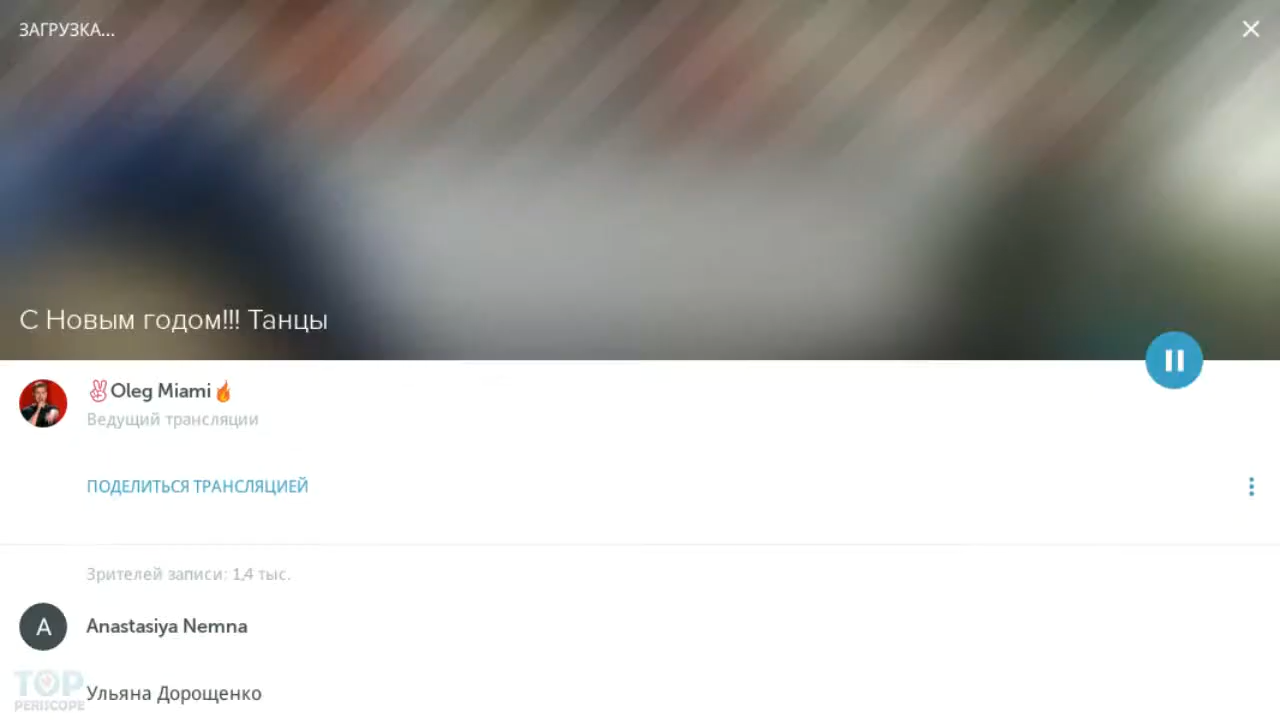 ЗАГРУЗКА...
С Новым годом!!! Танцы
✌Oleg Miami🔥
Ведущий трансляции
ПОДЕЛИТЬСЯ ТРАНСЛЯЦИЕЙ
Зрителей записи: 1,4 тыс.
A
Anastasiya Nemna
Ульяна Дорощенко
TOP
PERISCOPE